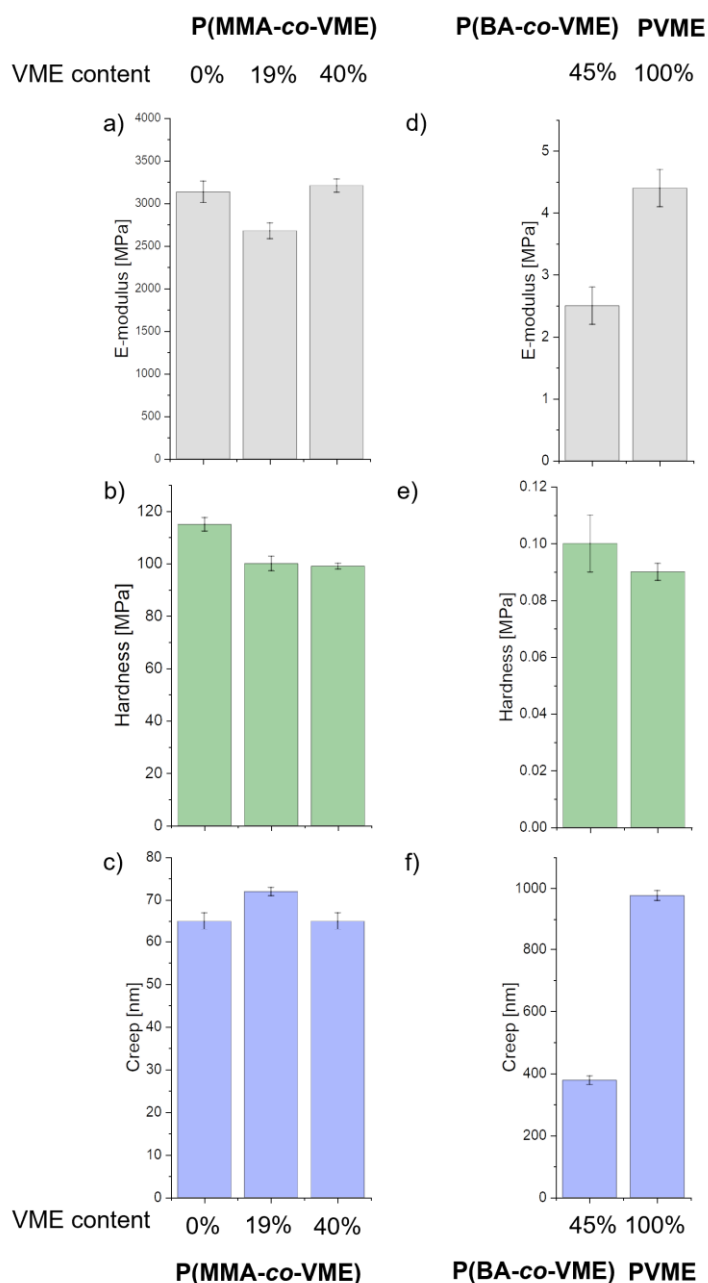 P(MMA-co-VME) P(BA-co-VME) PVME
VME content 0% 19% 40% 45% 100%
a)
4000
3500
3000
2500
2000
1500
1000
500
0
E-modulus [MPa]
d)
5
4
3
2
1
0
E-modulus [MPa]
b)
120
100
80
60
40
20
0
Hardness [MPa]
e)
0.12
0.10
0.08
0.06
0.04
0.02
0.00
Hardness [MPa]
c)
80
70
60
50
40
30
20
10
0
Creep [nm]
f)
1000
800
600
400
200
0
Creep [nm]
VME content 0% 19% 40% 45% 100%
P(MMA-co-VME) P(BA-co-VME) PVME